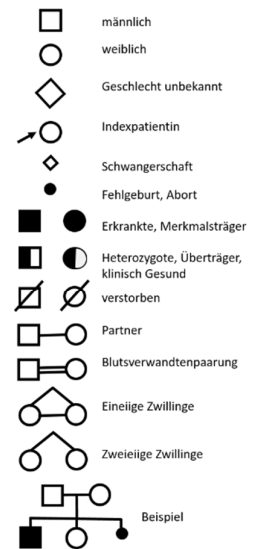 männlich
weiblich
Geschlecht unbekannt
Indexpatientin
Schwangerschaft
Fehlgeburt, Abort
Erkrankte, Merkmalsträger
Heterozygote, Überträger,
klinisch Gesund
verstorben
Partner
Blutsverwandtenpaarung
Eineiige Zwillinge
Zweieiige Zwillinge
Beispiel